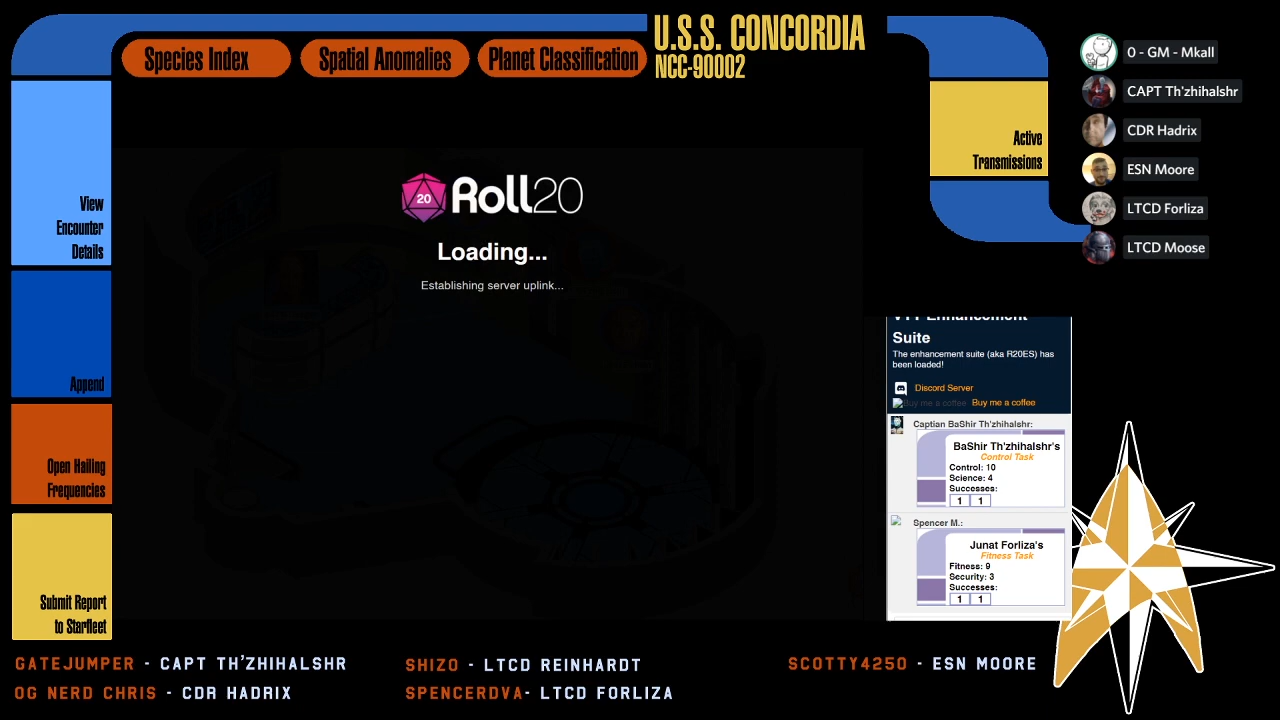 Species Index
Spatial Anomalies
Planet Classification
U.S.S. CONCORDIA
NCC-90002
Active
Transmissions
0 - GM - Mkall
CAPT Th'zhihalshr
CDR Hadrix
ESN Moore
LTCD Forliza
LTCD Moose
View
Encounter
Details
Append
Open Hailing
Frequencies
Submit Report
to Starfleet
20
Roll20
Loading...
Establishing server uplink...
VTT Enhancement
Suite
The enhancement suite (aka R20ES) has
been loaded!
Discord Server
Buy me a coffee Buy me a coffee
Captian BaShir Th'zhihalshr:
BaShir Th'zhihalshr's
Control Task
Control: 10
Science: 4
Successes:
1 1
Spencer M.:
Junat Forliza's
Fitness Task
Fitness: 9
Security: 3
Successes:
1 1
GATEJUMPER - CAPT TH'ZHIHALSHR
SHIZO - LTCD REINHARDT
SCOTTY4250 - ESN MOORE
OG NERD CHRIS - CDR HADRIX
SPENCERDVA- LTCD FORLIZA